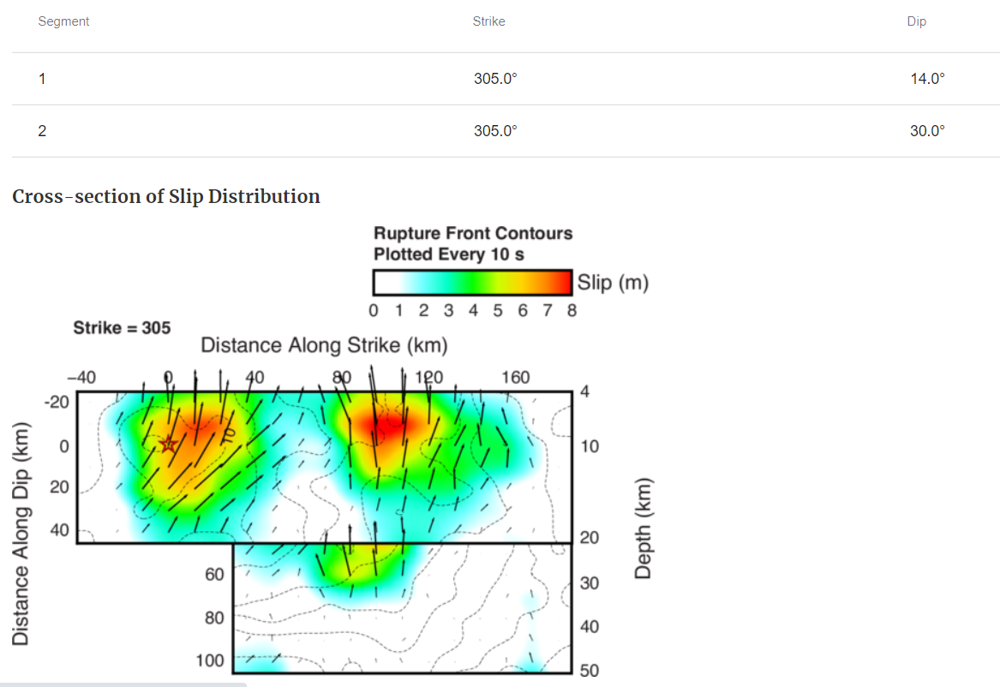 Segment Strike Dip
1 305.0° 14.0°
2 305.0° 30.0°
Cross-section of Slip Distribution
Rupture Front Contours
Plotted Every 10 s
Slip (m)
0 1 2 3 4 5 6 7 8
Strike = 305
Distance Along Strike (km)
−40 0 40 80 120 160
-20 4
0 10
20
40 20
60 30
80 40
100 50
10
Distance Along Dip (km)
Depth (km)